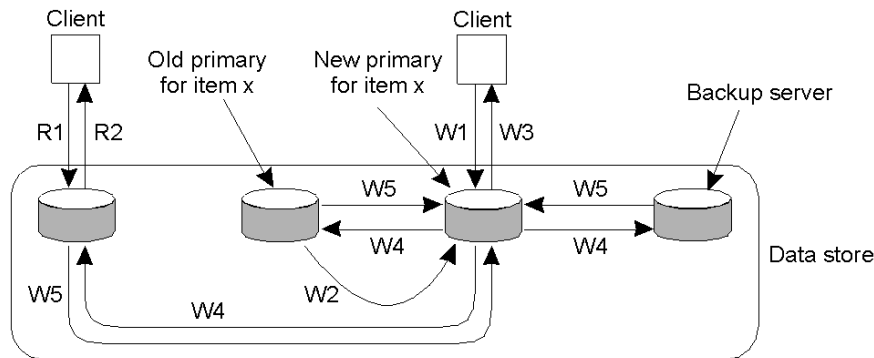 Client
Client
Old primary
for item x
New primary
for item x
Backup server
R1
R2
W1
W3
W5
W5
W4
W4
Data store
W5
W4
W2